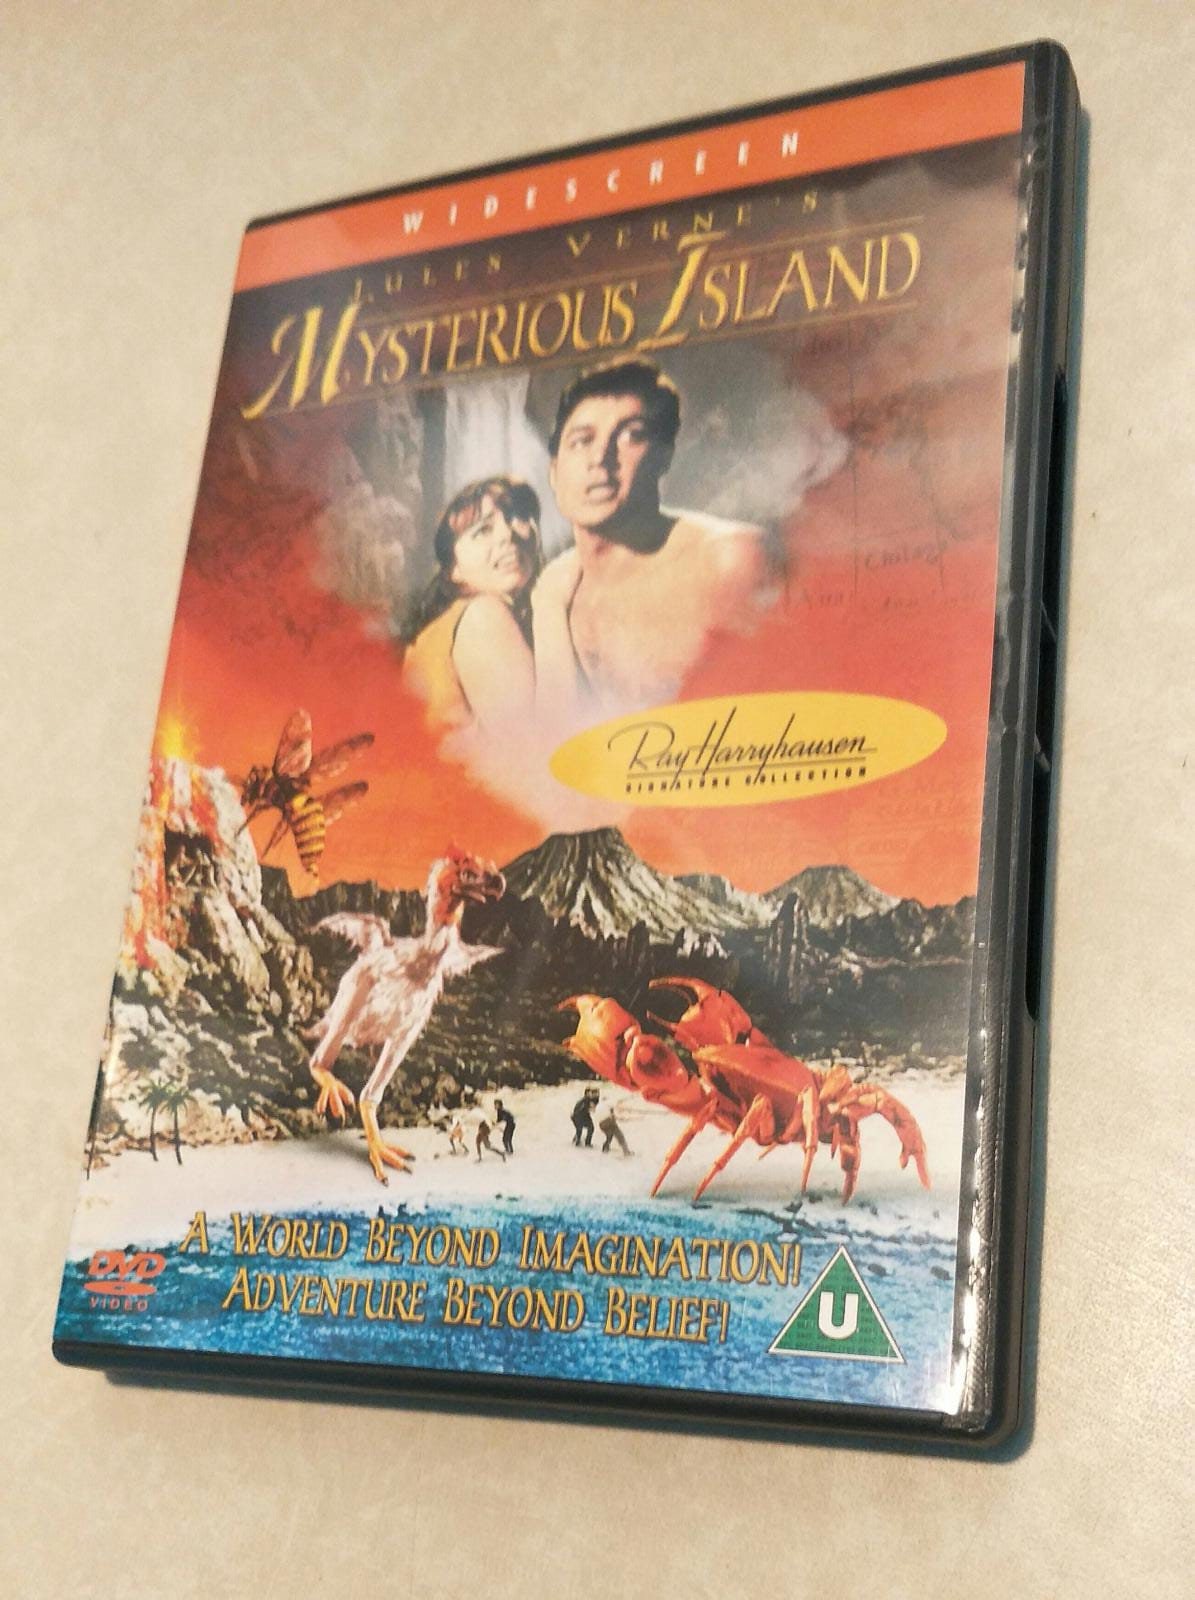 WIDESCREEN
JULES VERNE'S
MYSTERIOUS ISLAND
Ray Harryhausen
SIGNATURE COLLECTION
A WORLD BEYOND IMAGINATION!
ADVENTURE BEYOND BELIEF!
DVD
VIDEO
U